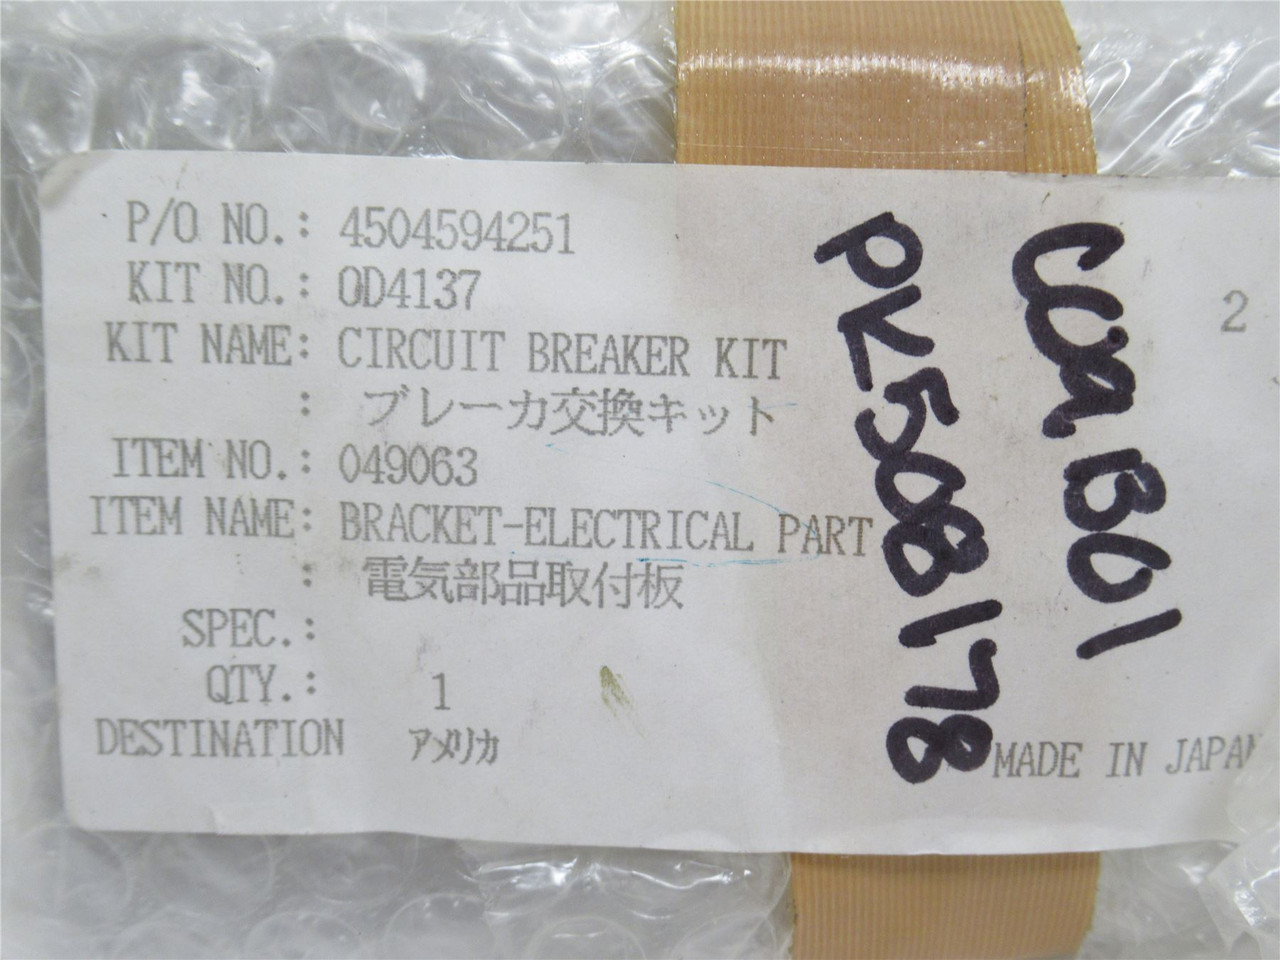 P/O NO.: 4504594251
KIT NO.: OD4137
2
KIT NAME: CIRCUIT BREAKER KIT
: ブレーカ交換キット
ITEM NO.: 049063
ITEM NAME: BRACKET-ELECTRICAL PART
: 電気部品取付板
SPEC.:
QTY.: 1
DESTINATION アメリカ
MADE IN JAPAN
PK508178